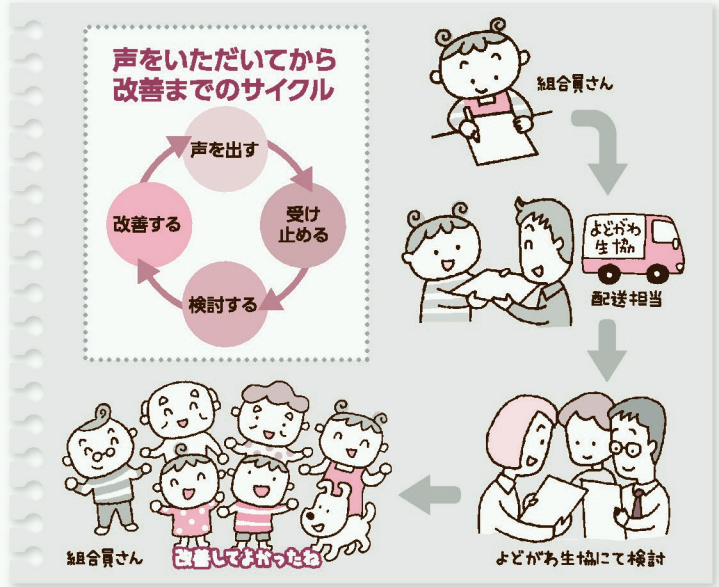 声をいただいてから
改善までのサイクル
声を出す
受け
止める
検討する
改善する
組合員さん
よどがわ
生協
配送担当
よどがわ生協にて検討
組合員さん
改善してよかったね